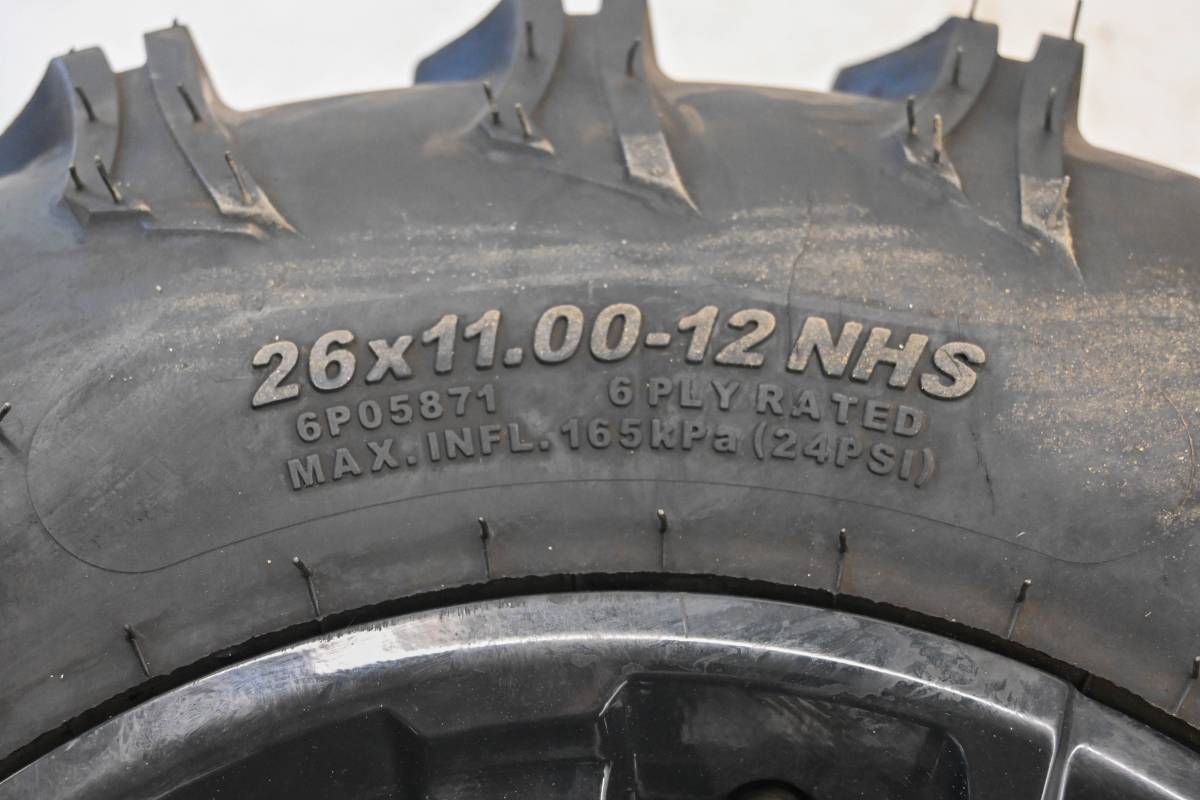 26x11.00-12 NHS
6P05871 6 PLY RATED
MAX. INFL. 165kPa (24PSI)